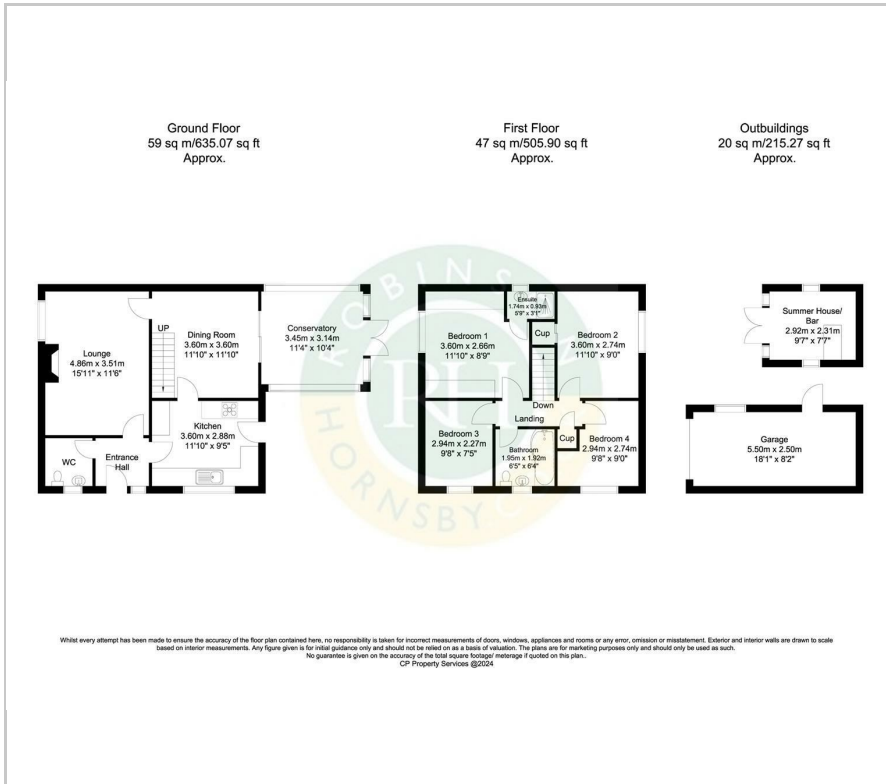 Ground Floor
59 sq m/635.07 sq ft
Approx.
First Floor
47 sq m/505.90 sq ft
Approx.
Outbuildings
20 sq m/215.27 sq ft
Approx.
Lounge
4.86m x 3.51m
15'11" x 11'6"
UP
Dining Room
3.60m x 3.60m
11'10" x 11'10"
Conservatory
3.45m x 3.14m
11'4" x 10'4"
Kitchen
3.60m x 2.88m
11'10" x 9'5"
WC
Entrance
Hall
Bedroom 1
3.60m x 2.66m
11'10" x 8'9"
Ensuite
1.74m x 0.93m
5'9" x 3'1"
Cup
Bedroom 2
3.60m x 2.74m
11'10" x 9'0"
Down
Landing
Bedroom 3
2.94m x 2.27m
9'8" x 7'5"
Bathroom
1.95m x 1.92m
6'5" x 6'4"
Cup
Bedroom 4
2.94m x 2.74m
9'8" x 9'0"
Summer House/
Bar
2.92m x 2.31m
9'7" x 7'7"
Garage
5.50m x 2.50m
18'1" x 8'2"
RH
HORNSBY
Whilst every attempt has been made to ensure the accuracy of the floor plan contained here, no responsibility is taken for incorrect measurements of doors, windows, appliances and rooms or any error, omission or misstatement. Exterior and interior walls are drawn to scale
based on interior measurements. Any figure given is for initial guidance only and should not be relied on as a basis of valuation. The plans are for marketing purposes only and should only be used as such.
No guarantee is given on the accuracy of the total square footage/ meterage if quoted on this plan..
CP Property Services @2024